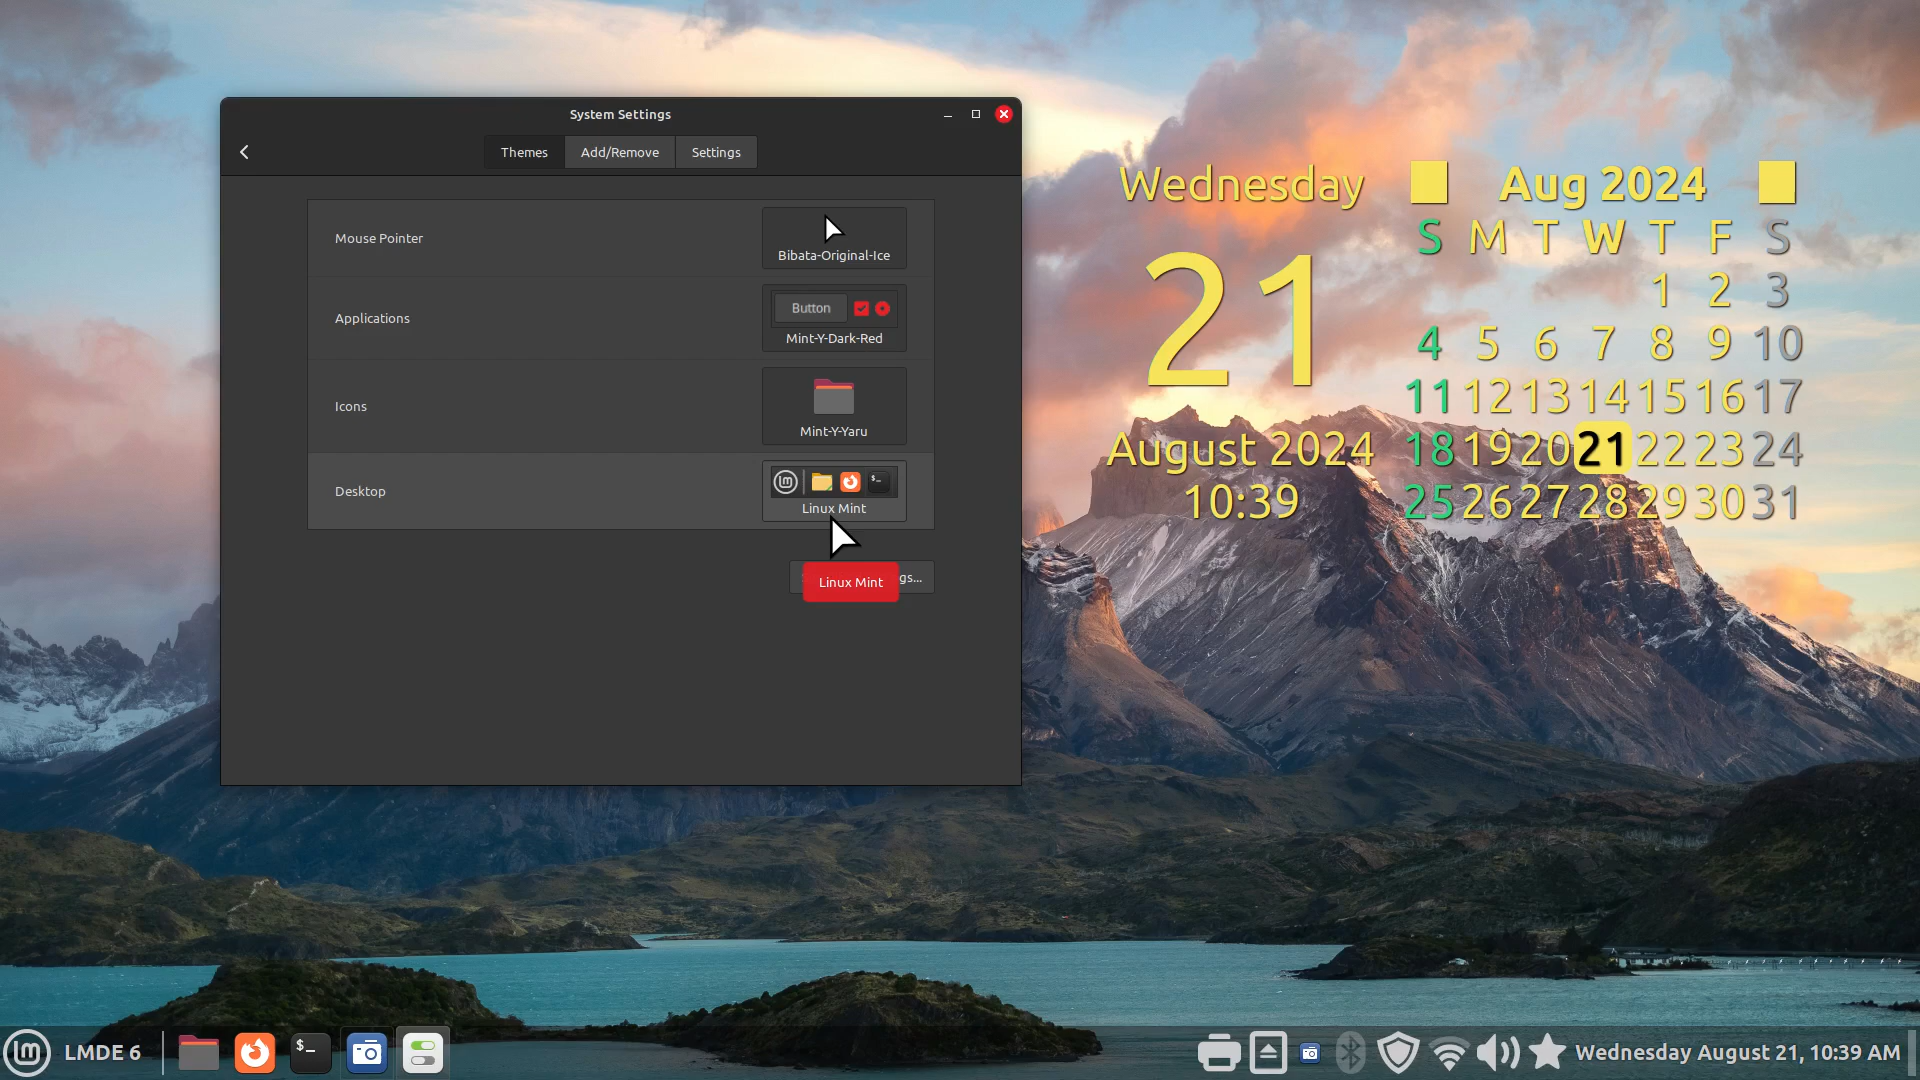 System Settings
Themes
Add/Remove
Settings
Mouse Pointer
Bibata-Original-Ice
Applications
Button
Mint-Y-Dark-Red
Icons
Mint-Y-Yaru
Desktop
$-
Linux Mint
Linux Mint
gs...
Wednesday
21
August 2024
10:39
Aug 2024
S M T W T F S
1 2 3
4 5 6 7 8 9 10
11 12 13 14 15 16 17
18 19 20 21 22 23 24
25 26 27 28 29 30 31
LMDE 6
$-
Wednesday August 21, 10:39 AM